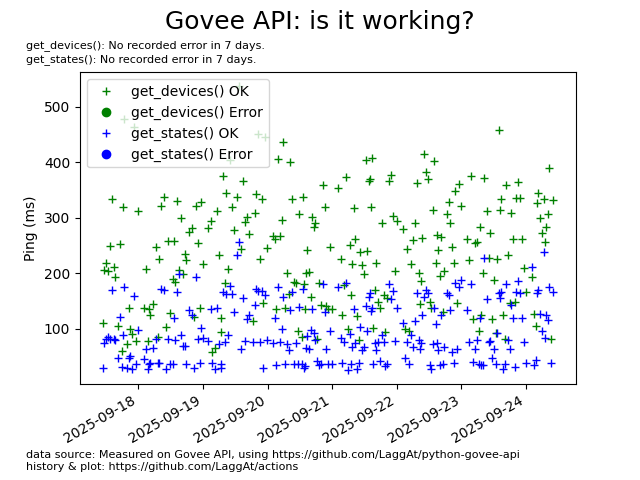 Govee API: is it working?
get_devices(): No recorded error in 7 days.
get_states(): No recorded error in 7 days.
get_devices() OK
get_devices() Error
get_states() OK
get_states() Error
500
400
300
200
100
Ping (ms)
2025-09-18
2025-09-19
2025-09-20
2025-09-21
2025-09-22
2025-09-23
2025-09-24
data source: Measured on Govee API, using https://github.com/LaggAt/python-govee-api
history & plot: https://github.com/LaggAt/actions